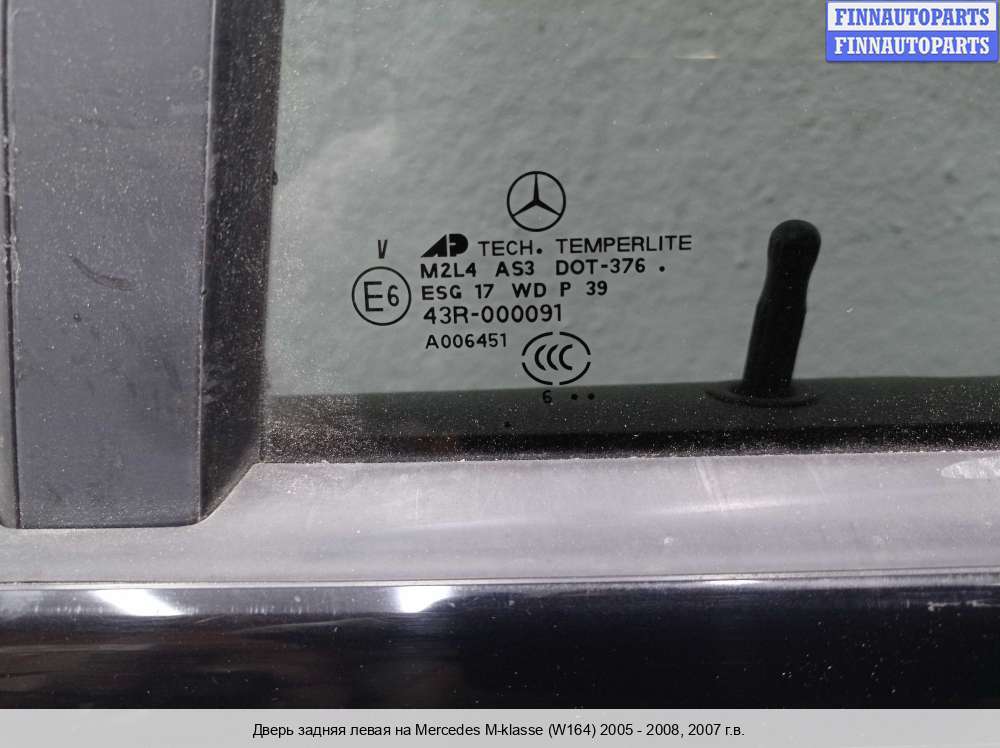 FINNAUTOPARTS
FINNAUTOPARTS
V
AP TECH. TEMPERLITE
M2L4 AS3 DOT-376 .
E6
ESG 17 WD P 39
43R-000091
A006451
CCC
6 ..
Дверь задняя левая на Mercedes M-klasse (W164) 2005 - 2008, 2007 г.в.